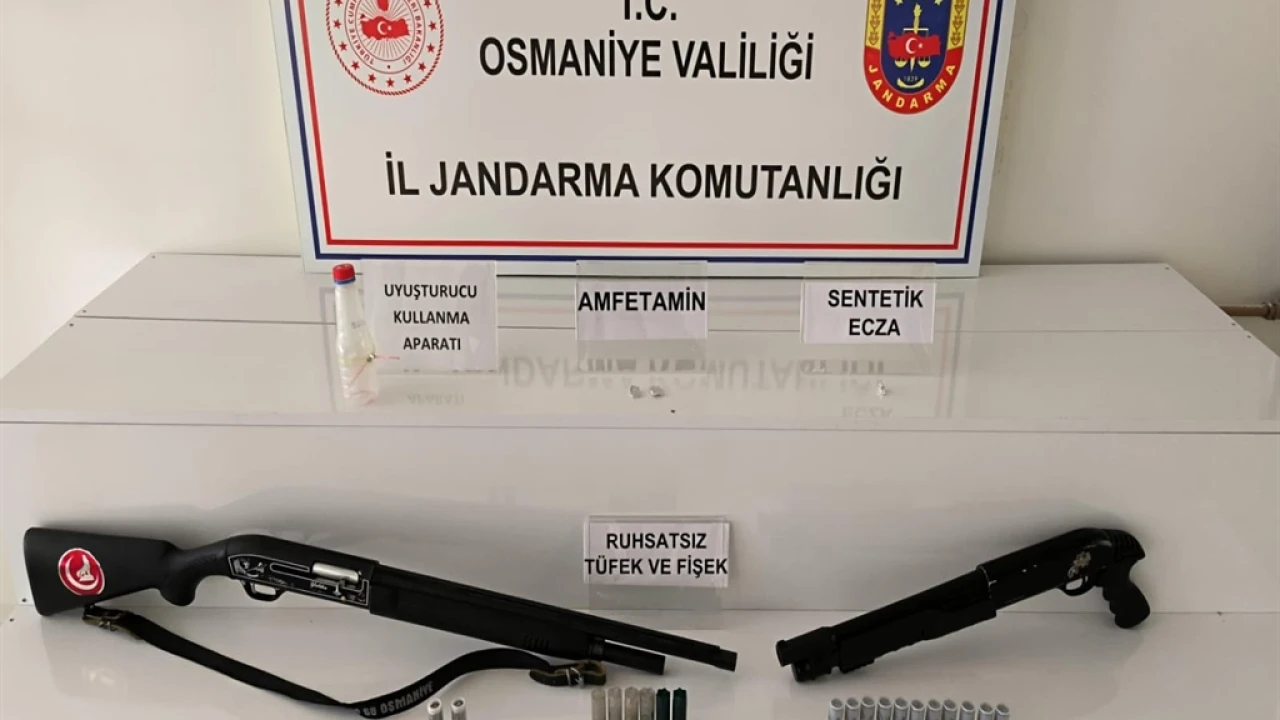 T.C.
OSMANİYE VALİLİĞİ
JANDARMA
1839
İL JANDARMA KOMUTANLIĞI
UYUŞTURUCU
KULLANMA
APARATI
AMFETAMİN
SENTETİK
ECZA
RUHSATSIZ
TÜFEK VE FİŞEK
OSMANİYE